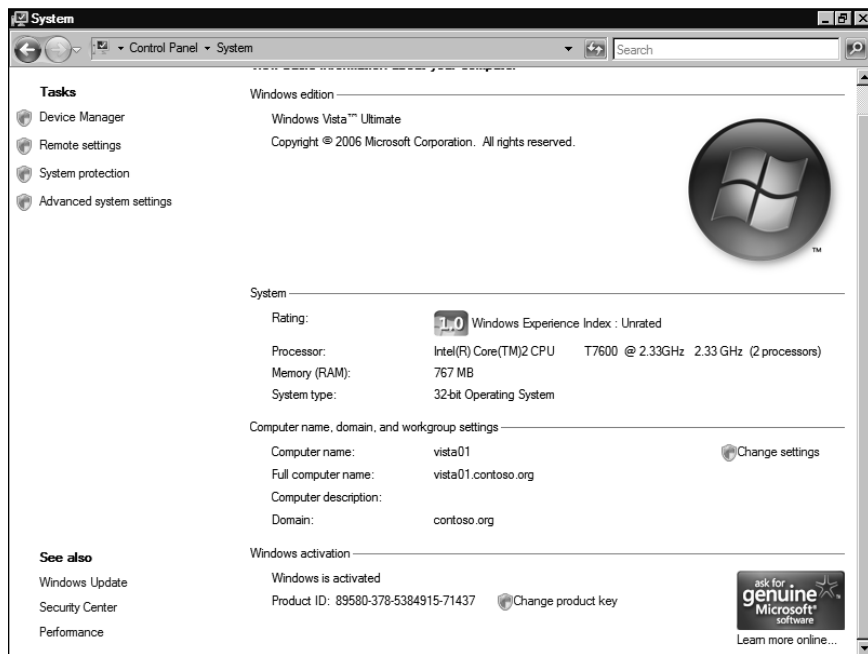 System
Control Panel System
Search
Tasks
Device Manager
Remote settings
System protection
Advanced system settings
See also
Windows Update
Security Center
Performance
Windows edition
Windows Vista™ Ultimate
Copyright © 2006 Microsoft Corporation. All rights reserved.
TM
System
Rating: 1.0 Windows Experience Index : Unrated
Processor: Intel(R) Core(TM)2 CPU T7600 @ 2.33GHz 2.33 GHz (2 processors)
Memory (RAM): 767 MB
System type: 32-bit Operating System
Computer name, domain, and workgroup settings
Computer name: vista01
Change settings
Full computer name: vista01.contoso.org
Computer description:
Domain: contoso.org
Windows activation
Windows is activated
Product ID: 89580-378-5384915-71437 Change product key
ask for
genuine
Microsoft®
software
Learn more online...